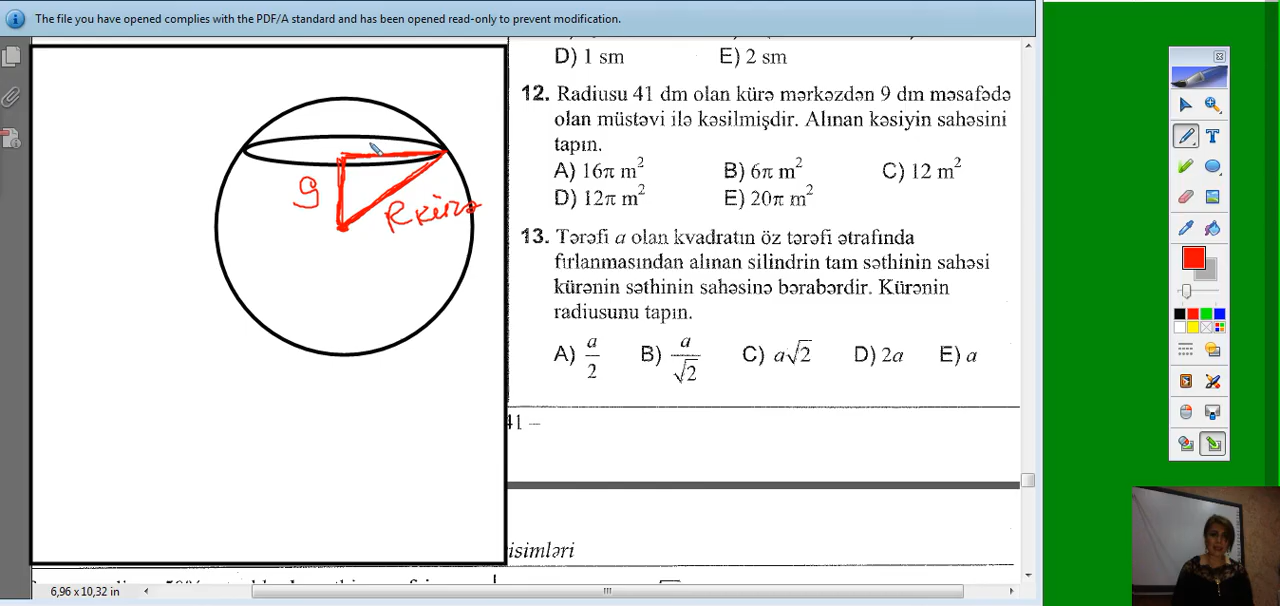 The file you have opened complies with the PDF/A standard and has been opened read-only to prevent modification.
D) 1 sm E) 2 sm
12. Radiusu 41 dm olan kürə mərkəzdən 9 dm məsafədə
olan müstəvi ilə kəsilmişdir. Alınan kəsiyin sahəsini
tapın.
A) 16π m² B) 6π m² C) 12 m²
D) 12π m² E) 20π m²
13. Tərəfi a olan kvadratın öz tərəfi ətrafında
fırlanmasından alınan silindrin tam səthinin sahəsi
kürənin səthinin sahəsinə bərabərdir. Kürənin
radiusunu tapın.
A) a/2 B) a/√2 C) a√2 D) 2a E) a
9
R kürə
41 –
isimləri
6,96 x 10,32 in